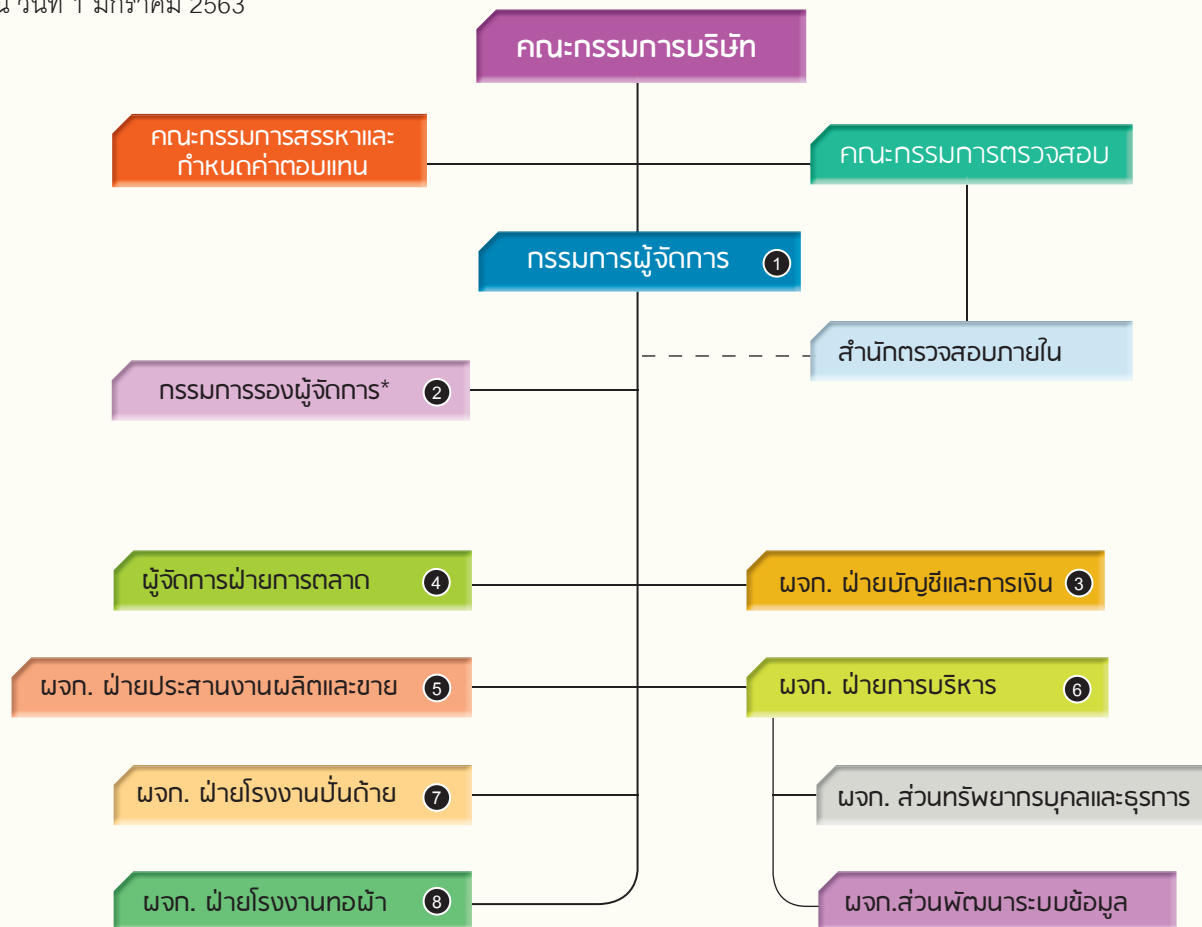 วันที่ 1 มกราคม 2563
คณะกรรมการบริษัท
คณะกรรมการสรรหาและ
กำหนดค่าตอบแทน
คณะกรรมการตรวจสอบ
กรรมการผู้จัดการ 1
สำนักตรวจสอบภายใน
กรรมการรองผู้จัดการ* 2
ผู้จัดการฝ่ายการตลาด 4
ผจก. ฝ่ายบัญชีและการเงิน 3
ผจก. ฝ่ายประสานงานผลิตและขาย 5
ผจก. ฝ่ายการบริหาร 6
ผจก. ฝ่ายโรงงานปั่นด้าย 7
ผจก. ส่วนทรัพยากรบุคคลและธุรการ
ผจก. ฝ่ายโรงงานทอผ้า 8
ผจก.ส่วนพัฒนาระบบข้อมูล